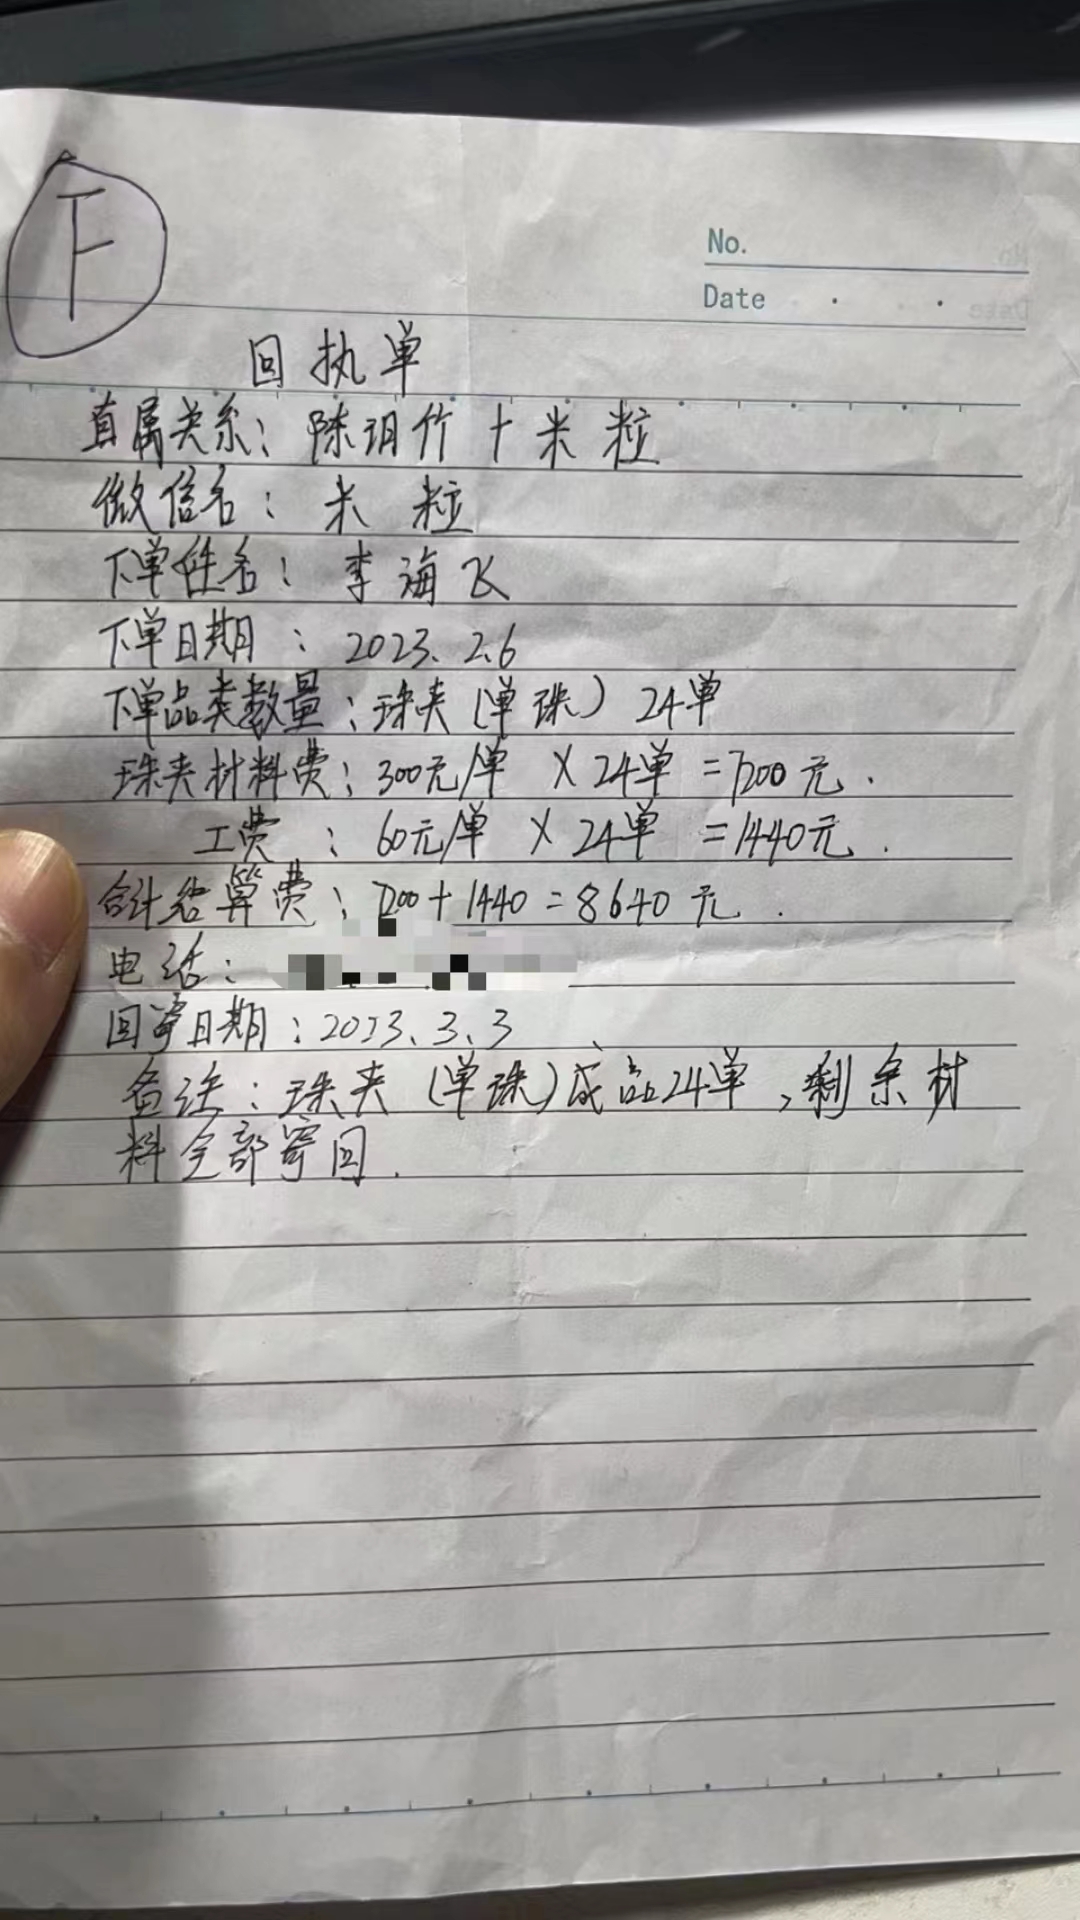 F
No.
Date
回执单
直属关系：陈玥竹+米粒
微信名：米粒
下单姓名：李海飞
下单日期：2023.2.6
下单品类数量：珠夹(单珠) 24单
珠夹材料费：300元/单 X 24单 =7200元.
工费：60元/单 X 24单 =1440元.
合计结算费：7200+1440=8640元.
电话：
回寄日期：2023.3.3
备注：珠夹(单珠)成品24单，剩余材
料全部寄回.